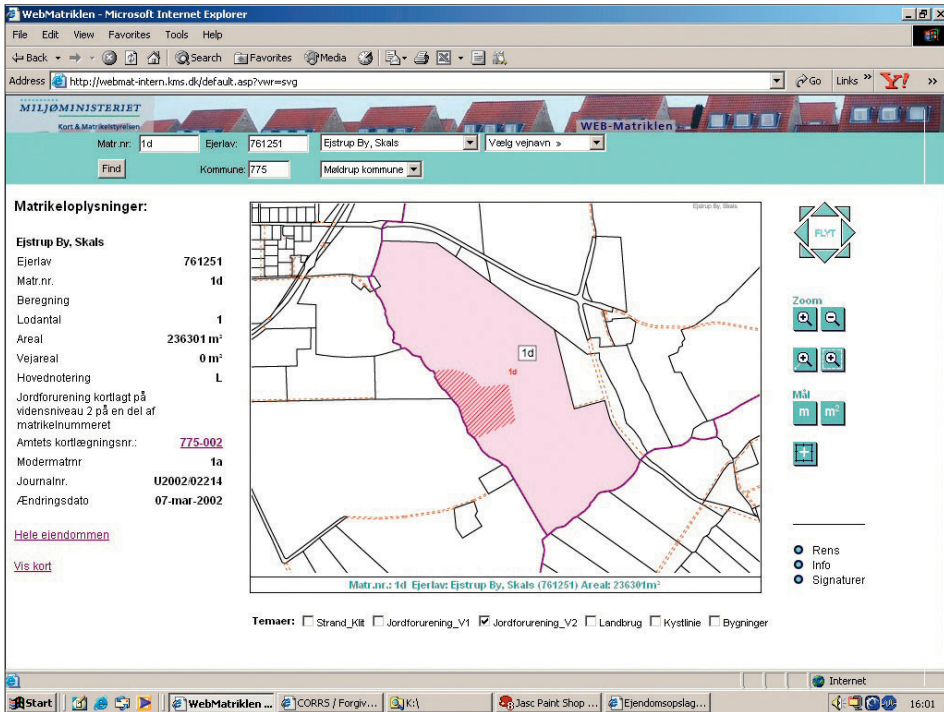 WebMatriklen - Microsoft Internet Explorer
File Edit View Favorites Tools Help
Back Search Favorites Media
Address http://webmat-intern.kms.dk/default.asp?vwr=svg Go Links »
MILJØMINISTERIET
Kort & Matrikelstyrelsen
WEB-Matriklen
Matr.nr: 1d Ejerlav: 761251 Ejstrup By, Skals Vælg vejnavn »
Find Kommune: 775 Møldrup kommune
Matrikeloplysninger:
Ejstrup By, Skals
Ejerlav 761251
Matr.nr. 1d
Beregning
Lodantal 1
Areal 236301 m²
Vejareal 0 m²
Hovednotering L
Jordforurening kortlagt på
vidensniveau 2 på en del af
matrikelnummeret
Amtets kortlægningsnr.: 775-002
Modermatrnr 1a
Journalnr. U2002/02214
Ændringsdato 07-mar-2002
Hele ejendommen
Vis kort
Ejstrup By, Skals
1d
1d
Matr.nr.: 1d Ejerlav: Ejstrup By, Skals (761251) Areal: 236301m²
Temaer: Strand_Klit Jordforurening_V1 Jordforurening_V2 Landbrug Kystlinie Bygninger
FLYT
Zoom
Mål
m m²
Rens
Info
Signaturer
Internet
Start WebMatriklen ... CORRS / Forgiv... K:\ Jasc Paint Shop ... Ejendomsopslag... 16:01